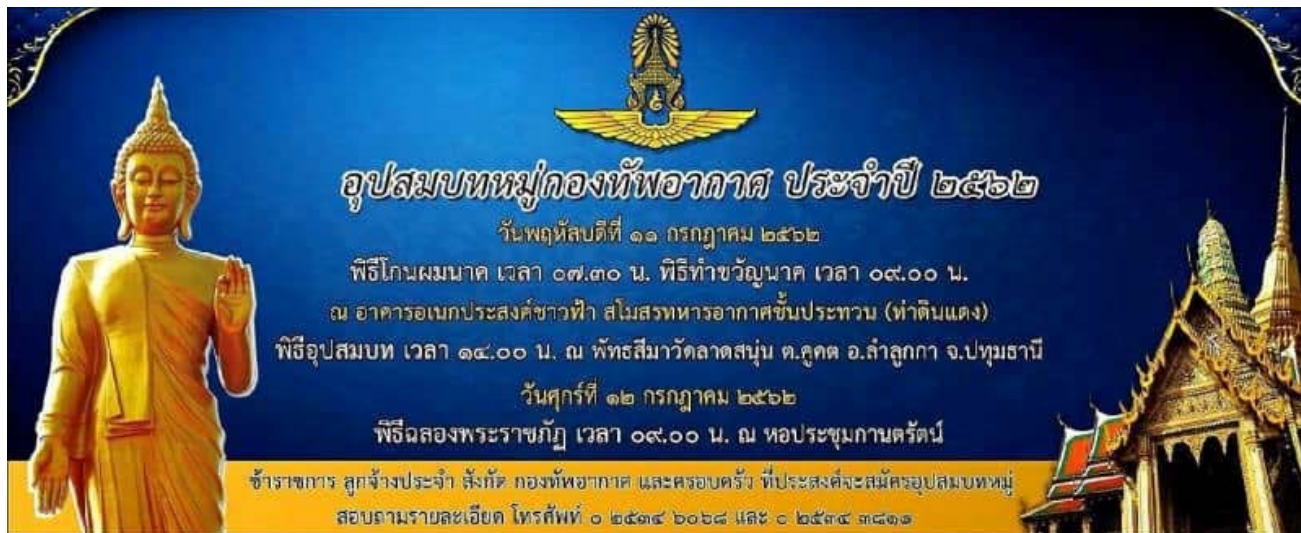 อุปสมบทหมู่กองทัพอากาศ ประจำปี ๒๕๖๒
วันพฤหัสบดีที่ ๑๑ กรกฎาคม ๒๕๖๒
พิธีโกนผมนาค เวลา ๐๗.๓๐ น. พิธีทำขวัญนาค เวลา ๐๙.๐๐ น.
ณ อาคารอเนกประสงค์ชาวฟ้า สโมสรทหารอากาศชั้นประทวน (ท่าดินแดง)
พิธีอุปสมบท เวลา ๑๔.๐๐ น. ณ พัทธสีมาวัดลาดสนุ่น ต.คูคต อ.ลำลูกกา จ.ปทุมธานี
วันศุกร์ที่ ๑๒ กรกฎาคม ๒๕๖๒
พิธีฉลองพระราชภัฏ เวลา ๐๙.๐๐ น. ณ หอประชุมกานตรัตน์
ข้าราชการ ลูกจ้างประจำ สังกัด กองทัพอากาศ และครอบครัว ที่ประสงค์จะสมัครอุปสมบทหมู่
สอบถามรายละเอียด โทรศัพท์ ๐ ๒๕๓๔ ๖๐๖๘ และ ๐ ๒๕๓๔ ๓๘๑๑